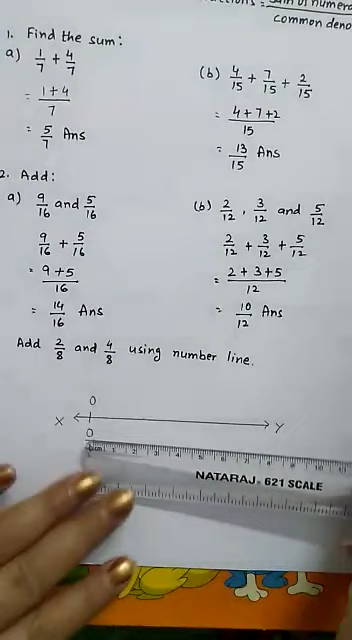 common deno
1. Find the sum:
a) 1/7 + 4/7
= 1+4/7
= 5/7 Ans
(b) 4/15 + 7/15 + 2/15
= 4+7+2/15
= 13/15 Ans
2. Add:
a) 9/16 and 5/16
9/16 + 5/16
= 9+5/16
= 14/16 Ans
(b) 2/12, 3/12 and 5/12
2/12 + 3/12 + 5/12
= 2+3+5/12
= 10/12 Ans
Add 2/8 and 4/8 using number line.
0
X Y
0
NATARAJ 621 SCALE